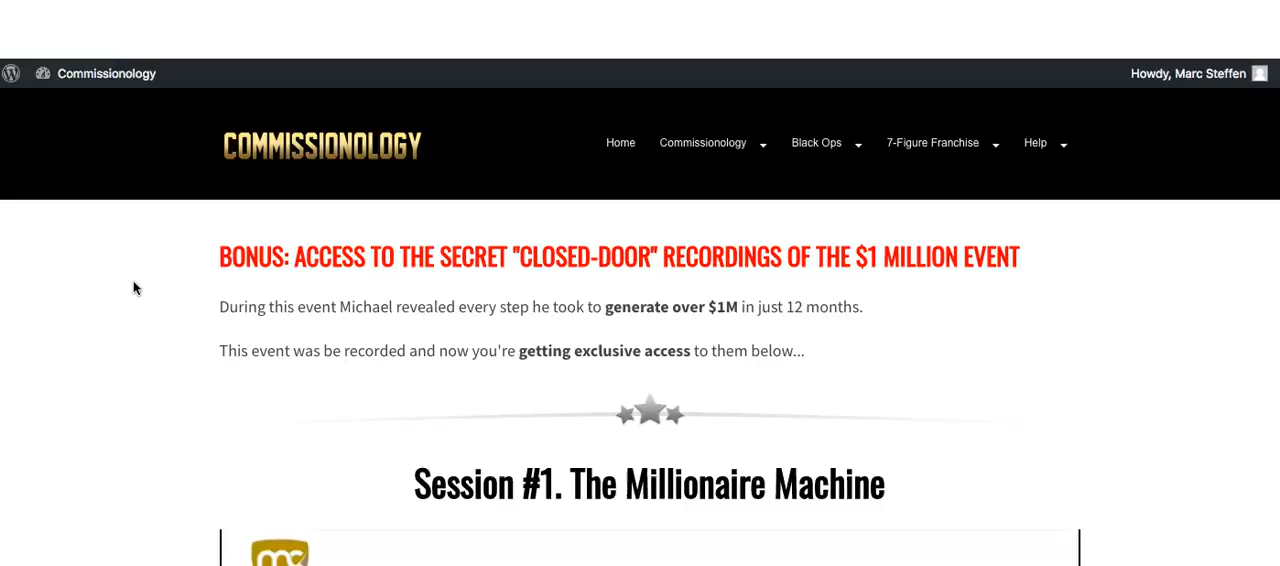 Commissionology
Howdy, Marc Steffen
COMMISSIONOLOGY
Home Commissionology Black Ops 7-Figure Franchise Help
BONUS: ACCESS TO THE SECRET "CLOSED-DOOR" RECORDINGS OF THE $1 MILLION EVENT
During this event Michael revealed every step he took to generate over $1M in just 12 months.
This event was be recorded and now you're getting exclusive access to them below...
Session #1. The Millionaire Machine